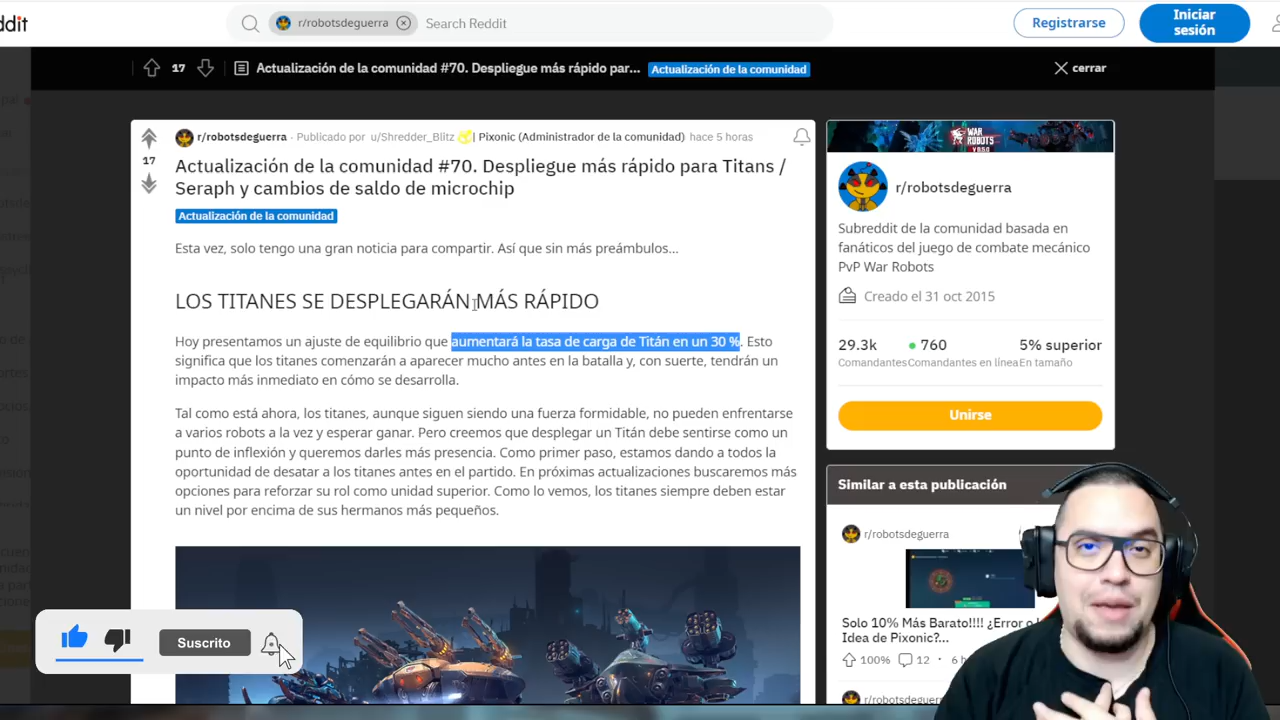 ddit
r/robotsdeguerra
Search Reddit
Registrarse
Iniciar
sesión
17
Actualización de la comunidad #70. Despliegue más rápido par...
Actualización de la comunidad
cerrar
r/robotsdeguerra · Publicado por u/Shredder_Blitz | Pixonic (Administrador de la comunidad) hace 5 horas
17
Actualización de la comunidad #70. Despliegue más rápido para Titans /
Seraph y cambios de saldo de microchip
Actualización de la comunidad
Esta vez, solo tengo una gran noticia para compartir. Así que sin más preámbulos...
LOS TITANES SE DESPLEGARÁN MÁS RÁPIDO
Hoy presentamos un ajuste de equilibrio que aumentará la tasa de carga de Titán en un 30 %. Esto
significa que los titanes comenzarán a aparecer mucho antes en la batalla y, con suerte, tendrán un
impacto más inmediato en cómo se desarrolla.
Tal como está ahora, los titanes, aunque siguen siendo una fuerza formidable, no pueden enfrentarse
a varios robots a la vez y esperar ganar. Pero creemos que desplegar un Titán debe sentirse como un
punto de inflexión y queremos darles más presencia. Como primer paso, estamos dando a todos la
oportunidad de desatar a los titanes antes en el partido. En próximas actualizaciones buscaremos más
opciones para reforzar su rol como unidad superior. Como lo vemos, los titanes siempre deben estar
un nivel por encima de sus hermanos más pequeños.
Suscrito
WAR
ROBOTS
r/robotsdeguerra
Subreddit de la comunidad basada en
fanáticos del juego de combate mecánico
PvP War Robots
Creado el 31 oct 2015
29.3k
760
5% superior
Comandantes
Comandantes en línea
En tamaño
Unirse
Similar a esta publicación
r/robotsdeguerra
Solo 10% Más Barato!!!! ¿Error o
Idea de Pixonic?...
100%
12
r/robotsdeguerra